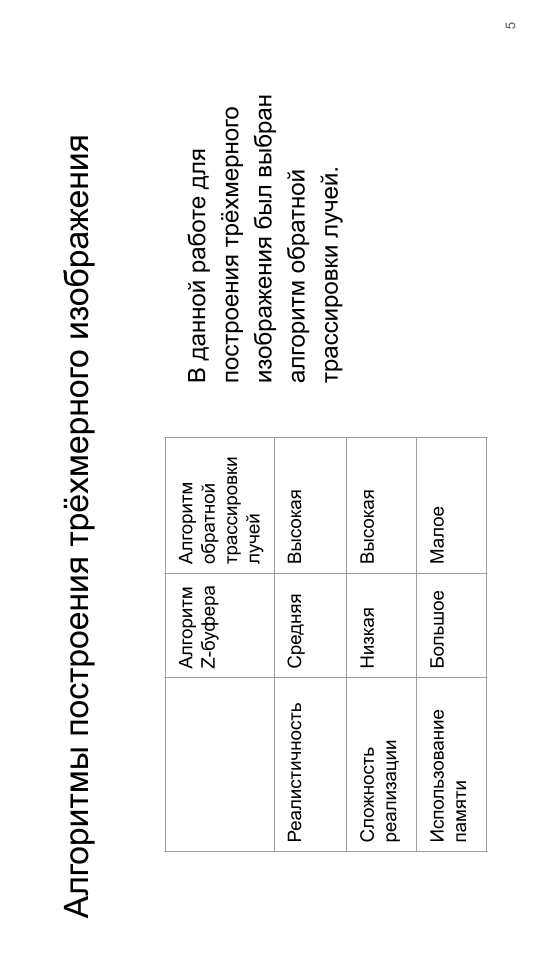 Алгоритмы построения трёхмерного изображения
Алгоритм
Z-буфера
Алгоритм
обратной
трассировки
лучей
Реалистичность
Средняя
Высокая
Сложность
реализации
Низкая
Высокая
Использование
памяти
Большое
Малое
В данной работе для
построения трёхмерного
изображения был выбран
алгоритм обратной
трассировки лучей.
5